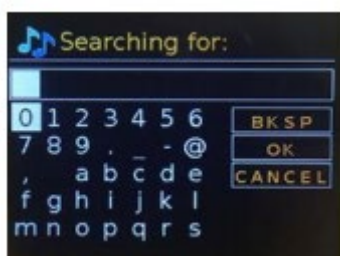 Searching for:
0 1 2 3 4 5 6
BKSP
7 8 9 . _ - @
OK
, a b c d e
CANCEL
f g h i j k l
m n o p q r s